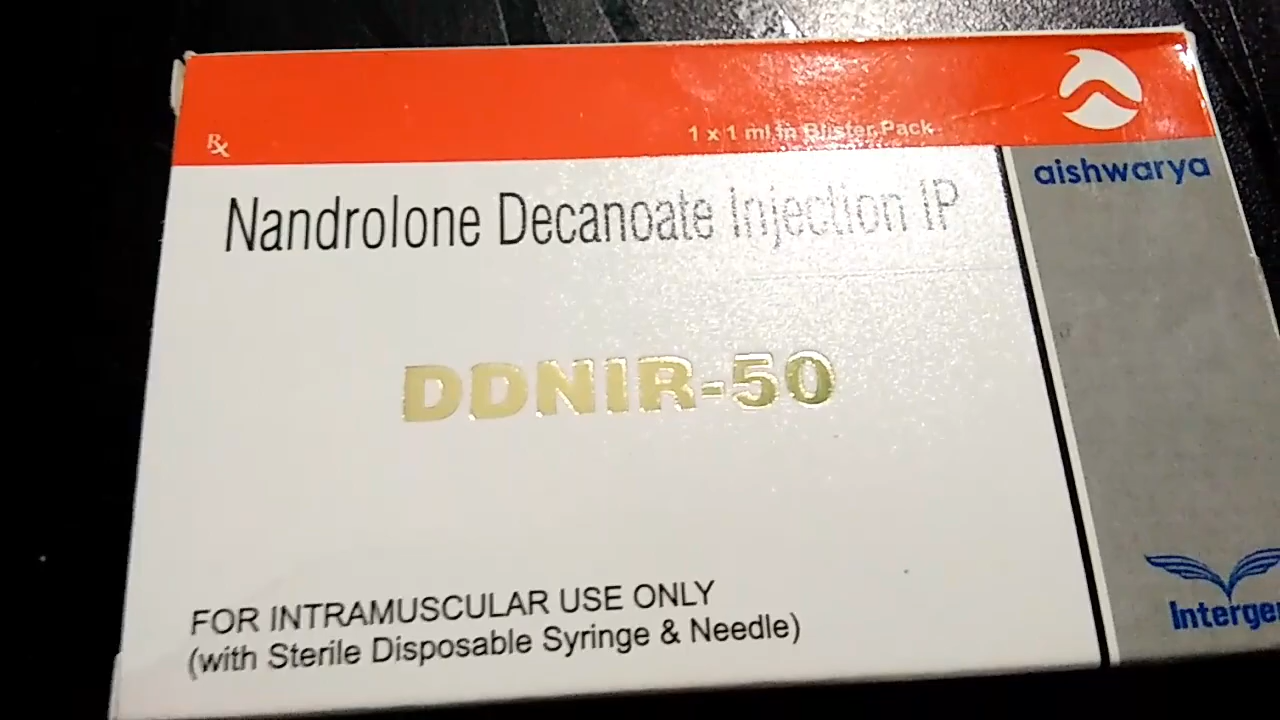 1 x 1 ml in Blister Pack
Rx
aishwarya
Nandrolone Decanoate Injection IP
DDNIR-50
FOR INTRAMUSCULAR USE ONLY
(with Sterile Disposable Syringe & Needle)